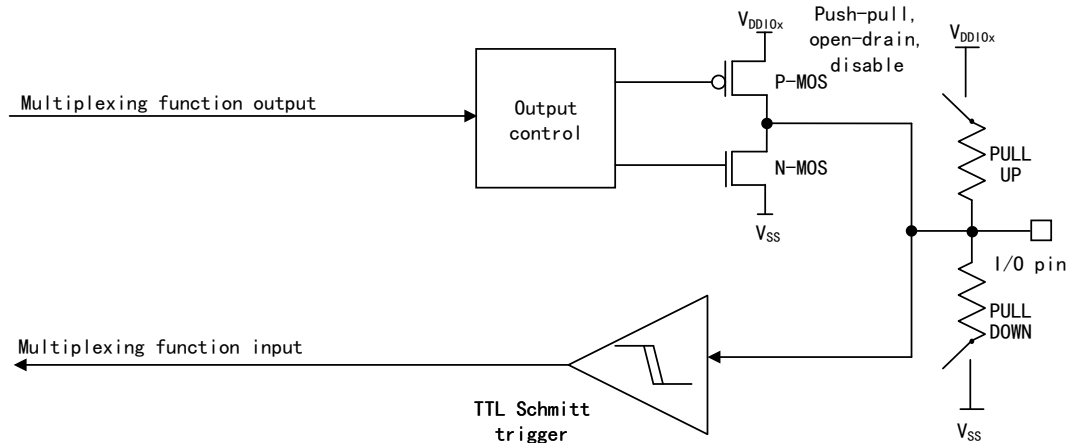 VDDIOx
Push-pull,
open-drain,
disable
VDDIOx
P-MOS
Multiplexing function output
Output
control
PULL
UP
N-MOS
VSS
I/O pin
PULL
DOWN
Multiplexing function input
TTL Schmitt
trigger
VSS